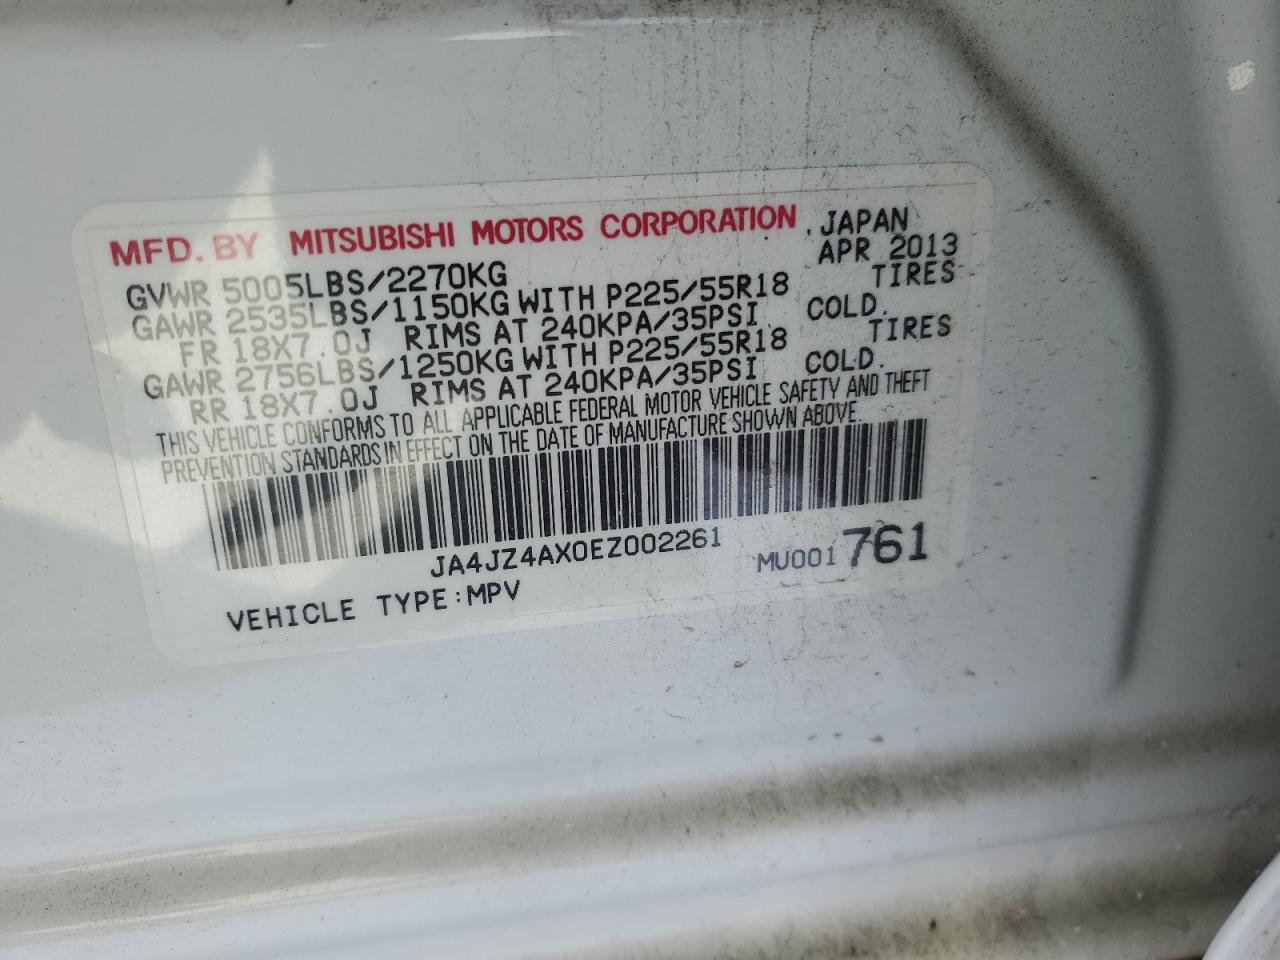 MFD. BY MITSUBISHI MOTORS CORPORATION, JAPAN
APR 2013
GVWR 5005LBS/2270KG
GAWR 2535LBS/1150KG WITH P225/55R18 TIRES
FR 18X7.0J RIMS AT 240KPA/35PSI COLD.
GAWR 2756LBS/1250KG WITH P225/55R18 TIRES
RR 18X7.0J RIMS AT 240KPA/35PSI COLD.
THIS VEHICLE CONFORMS TO ALL APPLICABLE FEDERAL MOTOR VEHICLE SAFETY AND THEFT
PREVENTION STANDARDS IN EFFECT ON THE DATE OF MANUFACTURE SHOWN ABOVE.
JA4JZ4AX0EZ002261
MU001761
VEHICLE TYPE:MPV